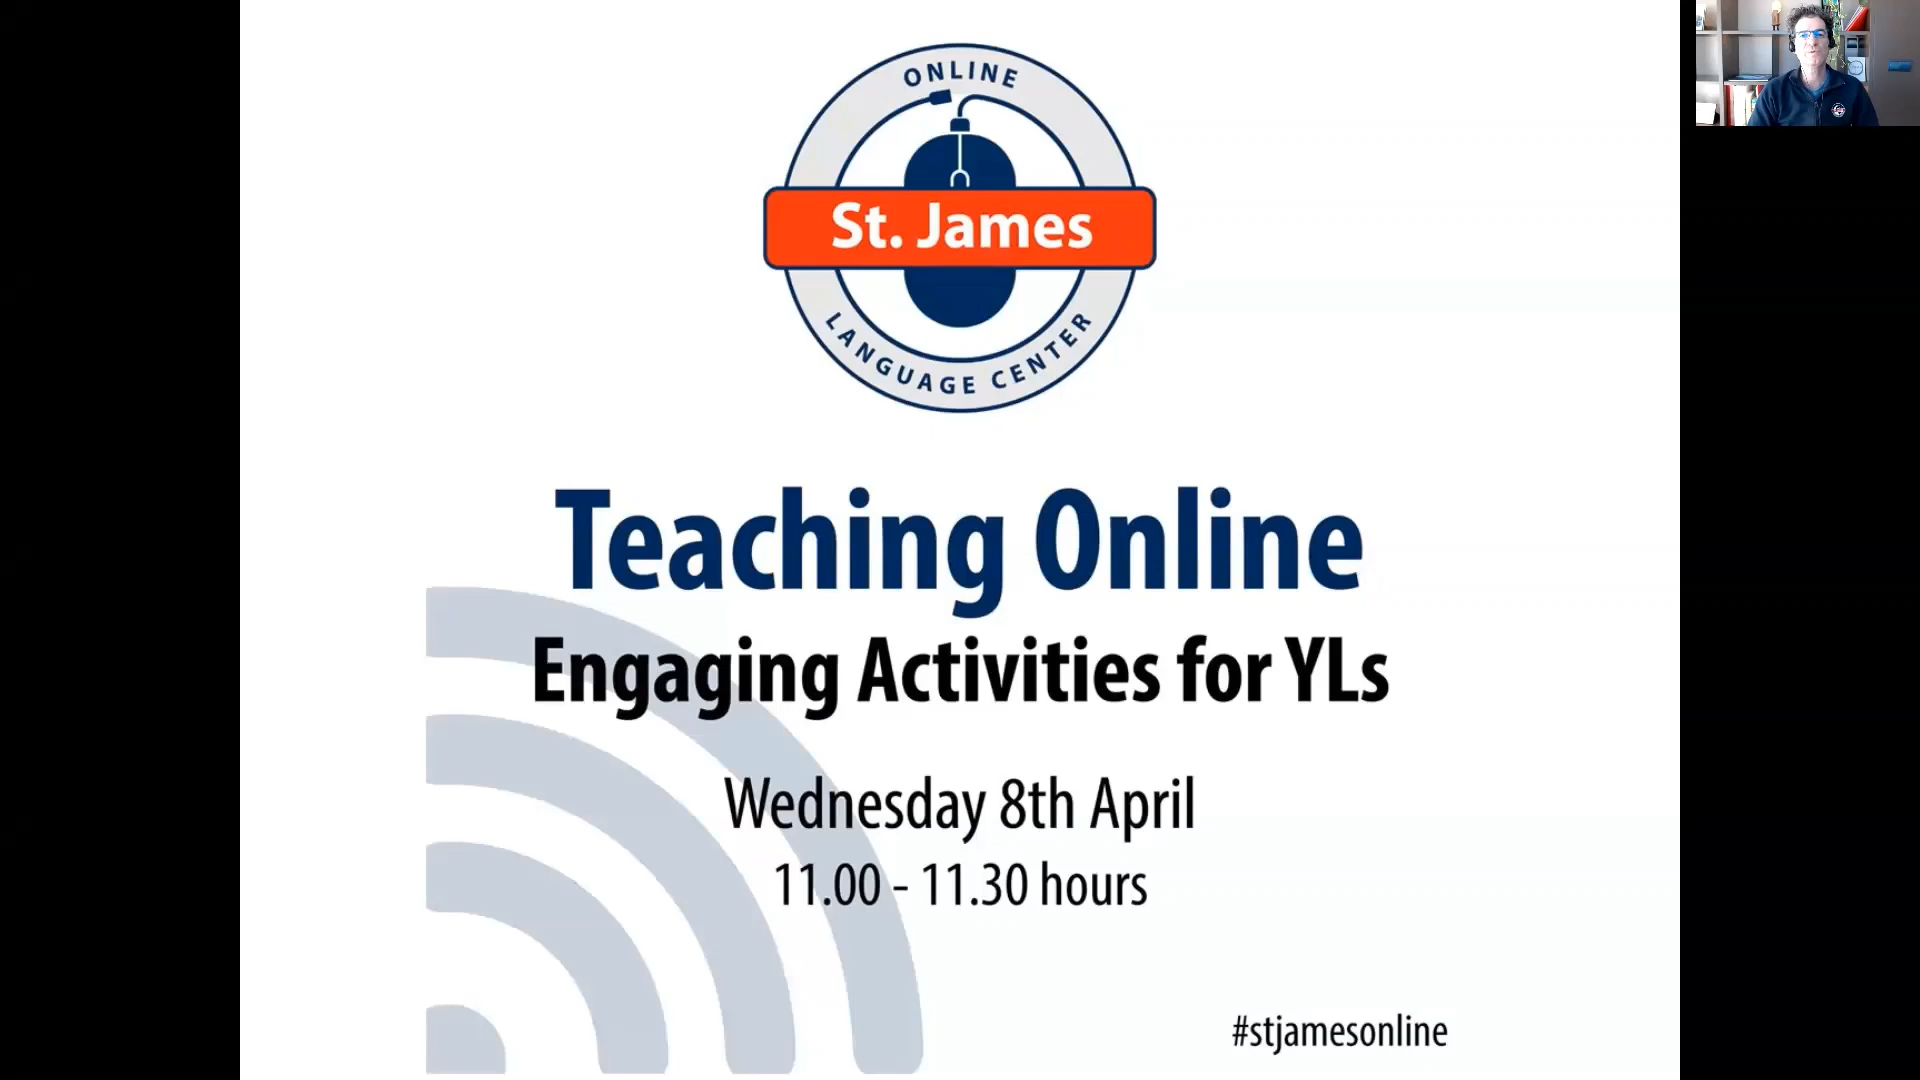 ONLINE
St. James
LANGUAGE CENTER
Teaching Online
Engaging Activities for YLs
Wednesday 8th April
11.00 - 11.30 hours
#stjamesonline